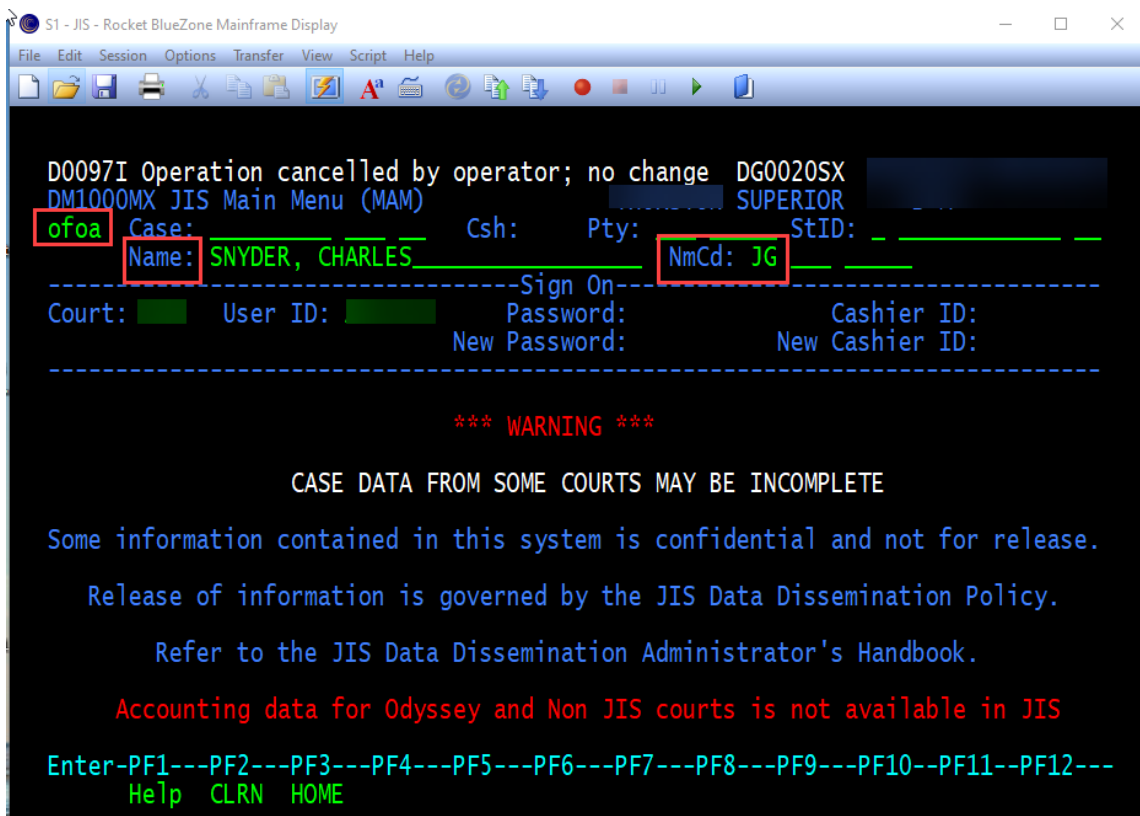 S1 - JIS - Rocket BlueZone Mainframe Display
File Edit Session Options Transfer View Script Help
D0097I Operation cancelled by operator; no change DG0020SX
DM1000MX JIS Main Menu (MAM) SUPERIOR
ofoa Case: Csh: Pty: StID:
Name: SNYDER, CHARLES NmCd: JG
Sign On
Court: User ID: Password: Cashier ID:
New Password: New Cashier ID:
*** WARNING ***
CASE DATA FROM SOME COURTS MAY BE INCOMPLETE
Some information contained in this system is confidential and not for release.
Release of information is governed by the JIS Data Dissemination Policy.
Refer to the JIS Data Dissemination Administrator's Handbook.
Accounting data for Odyssey and Non JIS courts is not available in JIS
Enter-PF1---PF2---PF3---PF4---PF5---PF6---PF7---PF8---PF9---PF10--PF11--PF12---
Help CLRN HOME